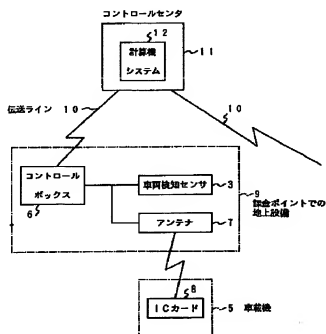 コントロールセンタ
12
計算機
システム
11
伝送ライン 10
10
コントロール
ボックス
6
車両検知センサ
3
アンテナ
7
9
課金ポイントでの
地上設備
8
ICカード
5 車載機